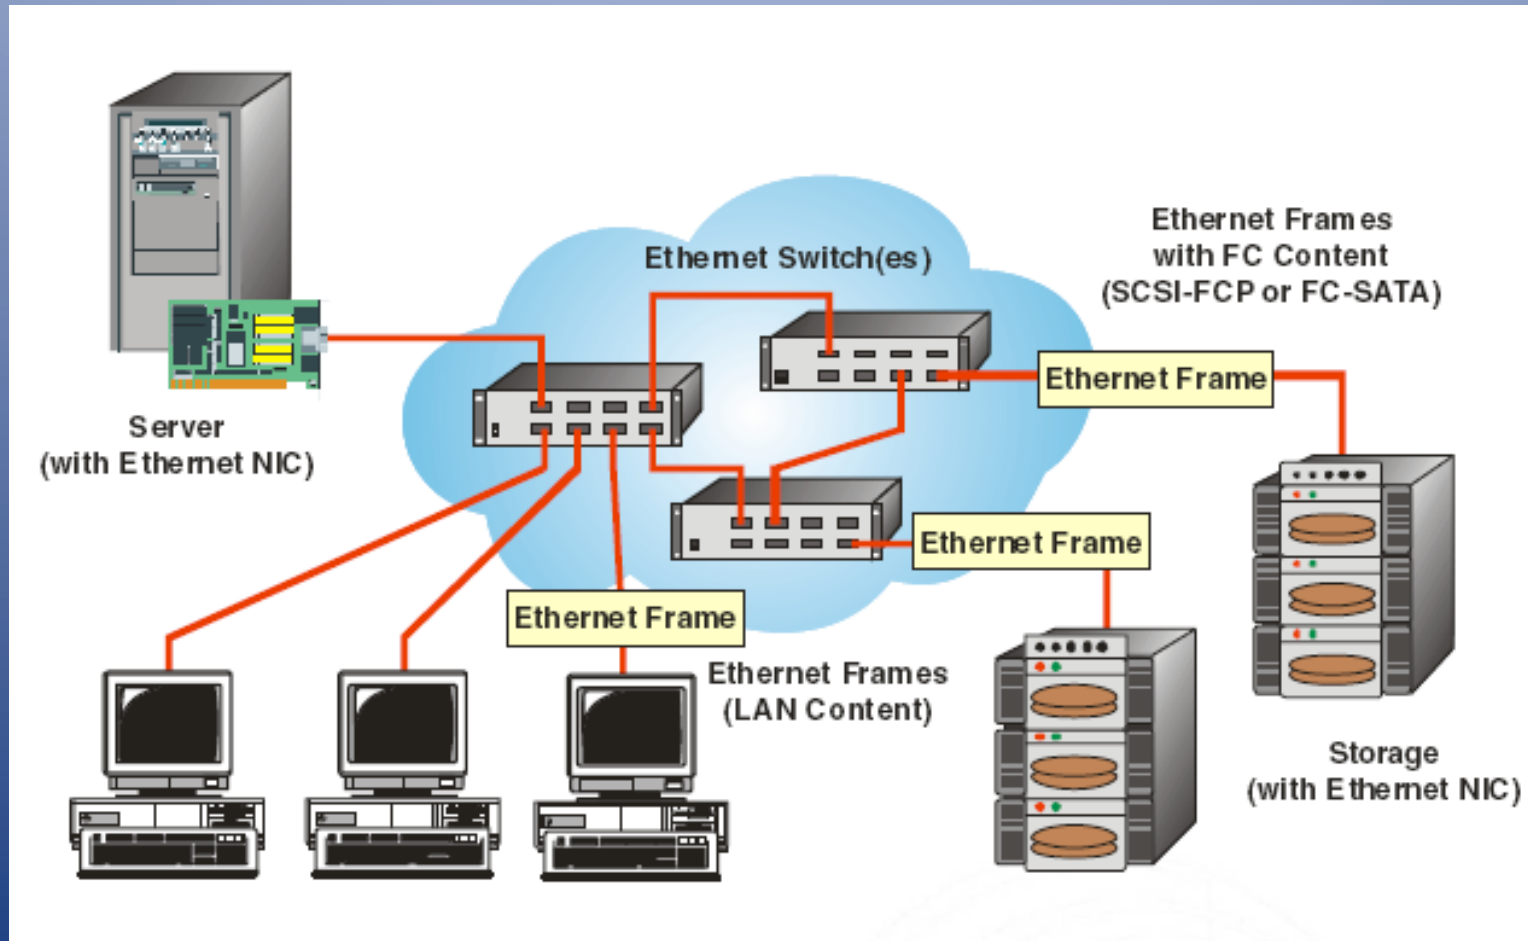 Ethernet Frames
with FC Content
(SCSI-FCP or FC-SATA)
Ethernet Switch(es)
Ethernet Frame
Server
(with Ethernet NIC)
Ethernet Frame
Ethernet Frame
Ethernet Frames
(LAN Content)
Storage
(with Ethernet NIC)